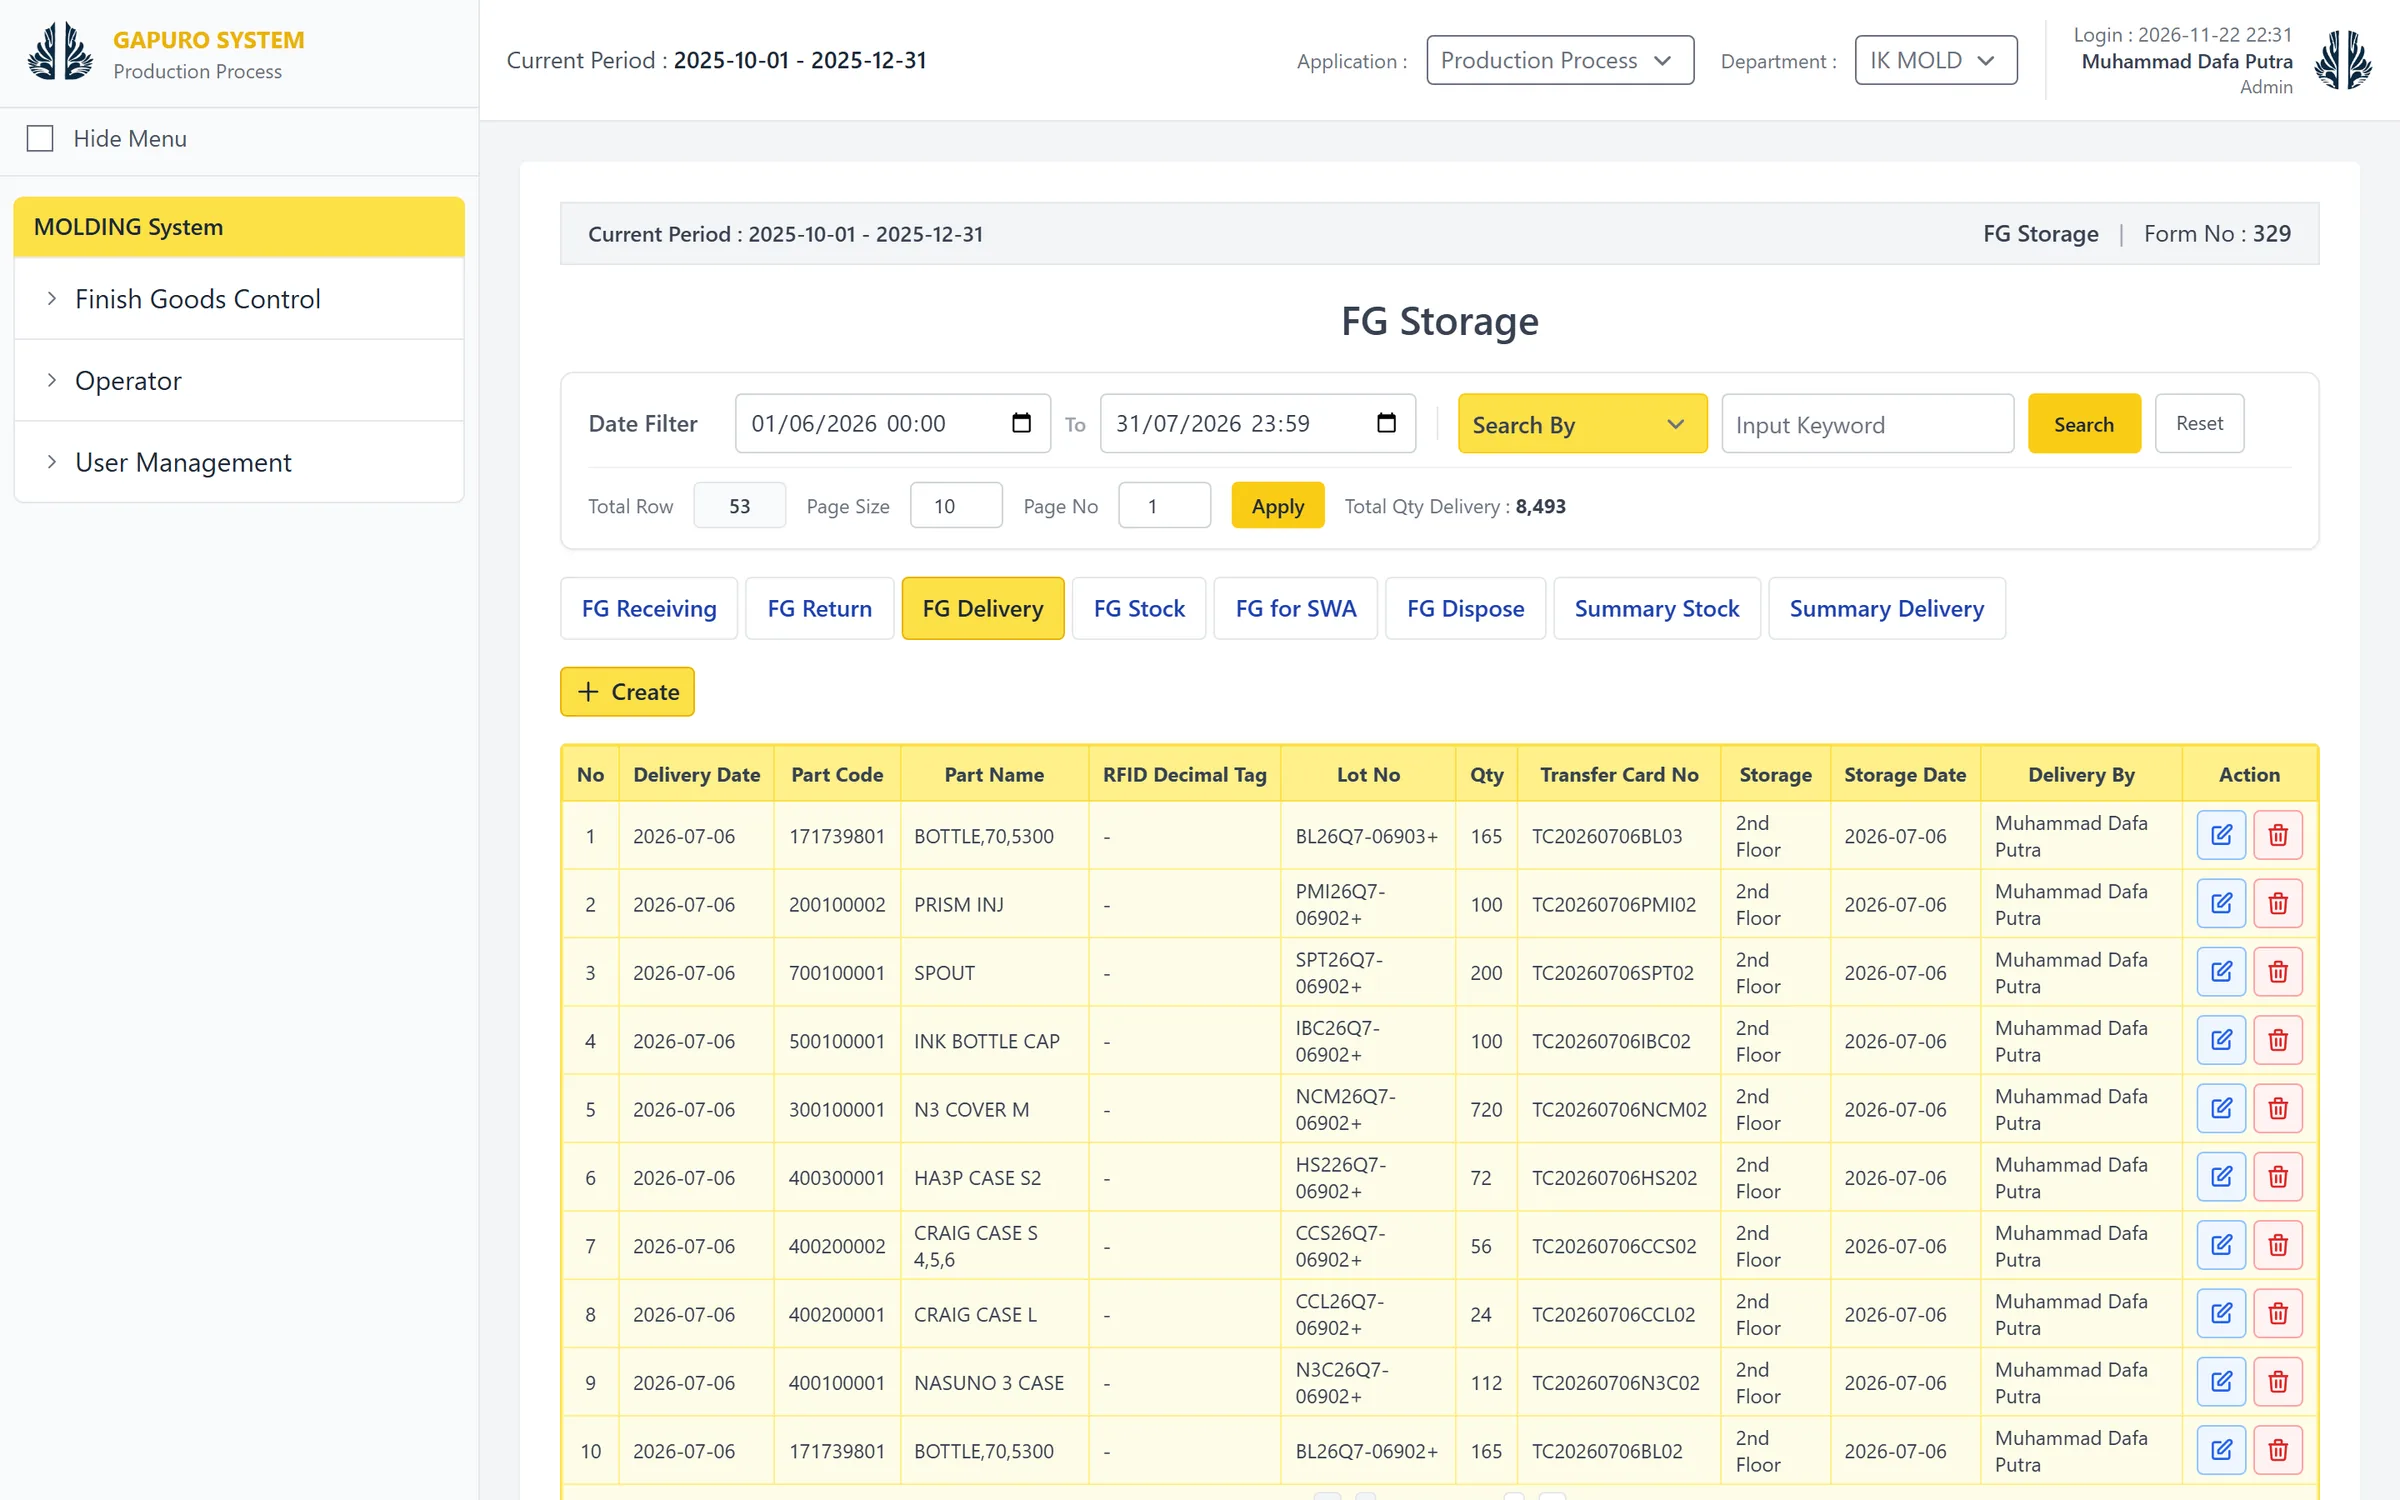 GAPURO SYSTEM
Production Process
Current Period : 2025-10-01 - 2025-12-31
Application : Production Process
Department : IK MOLD
Login : 2026-11-22 22:31
Muhammad Dafa Putra
Admin
Hide Menu
MOLDING System
Finish Goods Control
Operator
User Management
Current Period : 2025-10-01 - 2025-12-31
FG Storage | Form No : 329
FG Storage
Date Filter 01/06/2026 00:00 To 31/07/2026 23:59 Search By Input Keyword Search Reset
Total Row 53 Page Size 10 Page No 1 Apply Total Qty Delivery : 8,493
FG Receiving FG Return FG Delivery FG Stock FG for SWA FG Dispose Summary Stock Summary Delivery
+ Create
No Delivery Date Part Code Part Name RFID Decimal Tag Lot No Qty Transfer Card No Storage Storage Date Delivery By Action
1 2026-07-06 171739801 BOTTLE,70,5300 - BL26Q7-06903+ 165 TC20260706BL03 2nd Floor 2026-07-06 Muhammad Dafa Putra
2 2026-07-06 200100002 PRISM INJ - PMI26Q7-06902+ 100 TC20260706PMI02 2nd Floor 2026-07-06 Muhammad Dafa Putra
3 2026-07-06 700100001 SPOUT - SPT26Q7-06902+ 200 TC20260706SPT02 2nd Floor 2026-07-06 Muhammad Dafa Putra
4 2026-07-06 500100001 INK BOTTLE CAP - IBC26Q7-06902+ 100 TC20260706IBC02 2nd Floor 2026-07-06 Muhammad Dafa Putra
5 2026-07-06 300100001 N3 COVER M - NCM26Q7-06902+ 720 TC20260706NCM02 2nd Floor 2026-07-06 Muhammad Dafa Putra
6 2026-07-06 400300001 HA3P CASE S2 - HS226Q7-06902+ 72 TC20260706HS202 2nd Floor 2026-07-06 Muhammad Dafa Putra
7 2026-07-06 400200002 CRAIG CASE S 4,5,6 - CCS26Q7-06902+ 56 TC20260706CCS02 2nd Floor 2026-07-06 Muhammad Dafa Putra
8 2026-07-06 400200001 CRAIG CASE L - CCL26Q7-06902+ 24 TC20260706CCL02 2nd Floor 2026-07-06 Muhammad Dafa Putra
9 2026-07-06 400100001 NASUNO 3 CASE - N3C26Q7-06902+ 112 TC20260706N3C02 2nd Floor 2026-07-06 Muhammad Dafa Putra
10 2026-07-06 171739801 BOTTLE,70,5300 - BL26Q7-06902+ 165 TC20260706BL02 2nd Floor 2026-07-06 Muhammad Dafa Putra